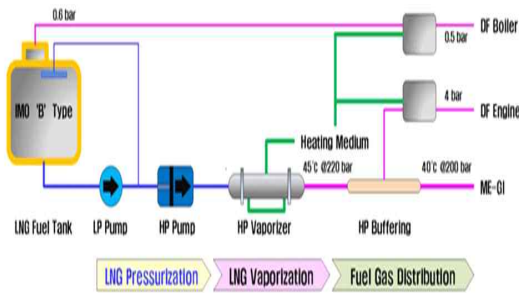 0.6 bar
DF Boiler
0.5 bar
IMO 'B' Type
4 bar
DF Engine
Heating Medium
45℃ @220 bar
40℃ @200 bar
ME-GI
LNG Fuel Tank
LP Pump
HP Pump
HP Vaporizer
HP Buffering
LNG Pressurization
LNG Vaporization
Fuel Gas Distribution